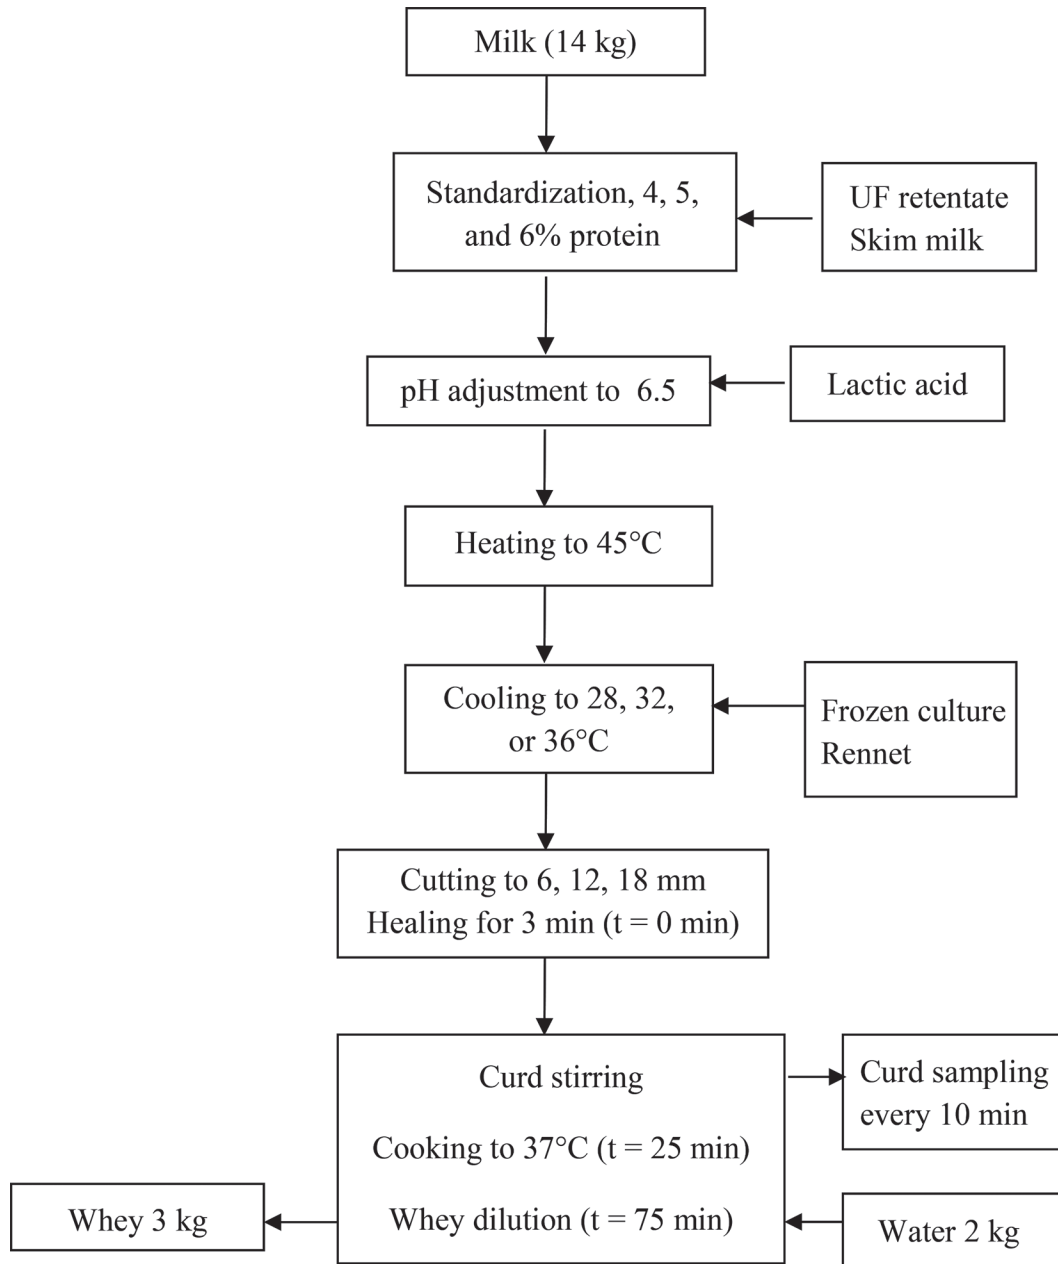 Milk (14 kg)
Standardization, 4, 5,
and 6% protein
UF retentate
Skim milk
pH adjustment to 6.5
Lactic acid
Heating to 45°C
Cooling to 28, 32,
or 36°C
Frozen culture
Rennet
Cutting to 6, 12, 18 mm
Healing for 3 min (t = 0 min)
Curd stirring
Curd sampling
every 10 min
Cooking to 37°C (t = 25 min)
Whey 3 kg
Whey dilution (t = 75 min)
Water 2 kg